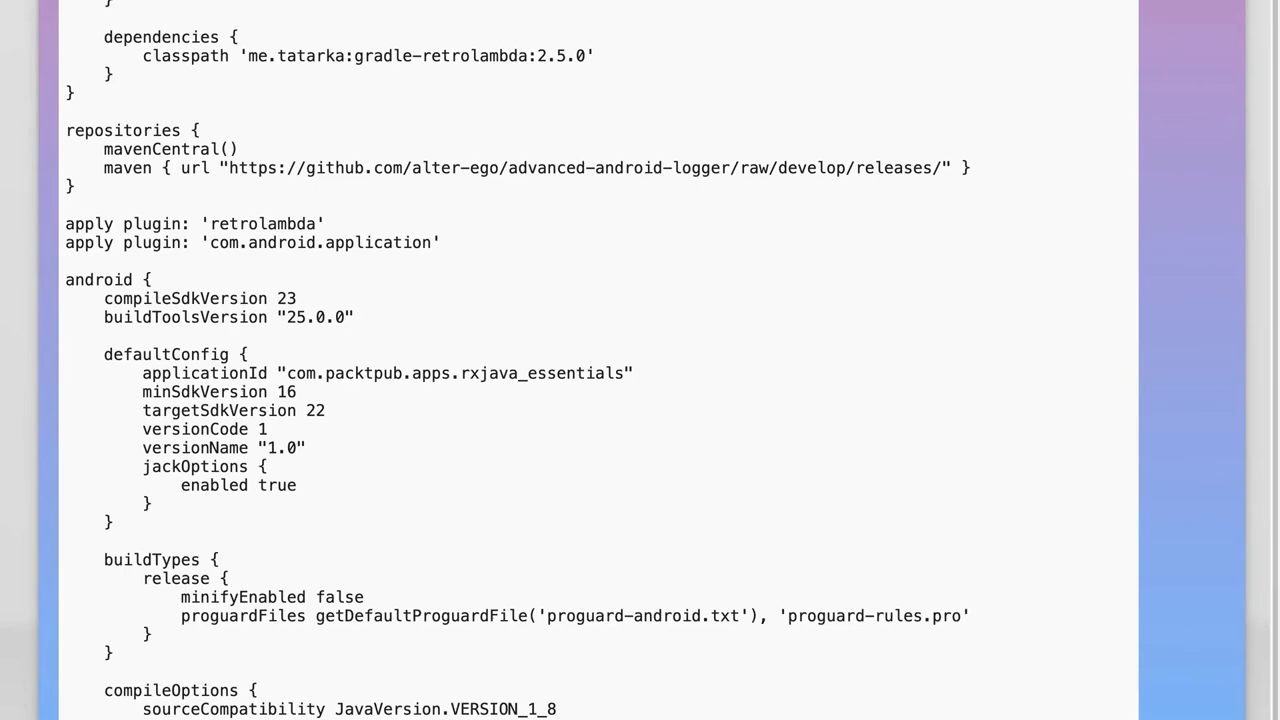 }
dependencies {
classpath 'me.tatarka:gradle-retrolambda:2.5.0'
}
}
repositories {
mavenCentral()
maven { url "https://github.com/alter-ego/advanced-android-logger/raw/develop/releases/" }
}
apply plugin: 'retrolambda'
apply plugin: 'com.android.application'
android {
compileSdkVersion 23
buildToolsVersion "25.0.0"
defaultConfig {
applicationId "com.packtpub.apps.rxjava_essentials"
minSdkVersion 16
targetSdkVersion 22
versionCode 1
versionName "1.0"
jackOptions {
enabled true
}
}
buildTypes {
release {
minifyEnabled false
proguardFiles getDefaultProguardFile('proguard-android.txt'), 'proguard-rules.pro'
}
}
compileOptions {
sourceCompatibility JavaVersion.VERSION_1_8